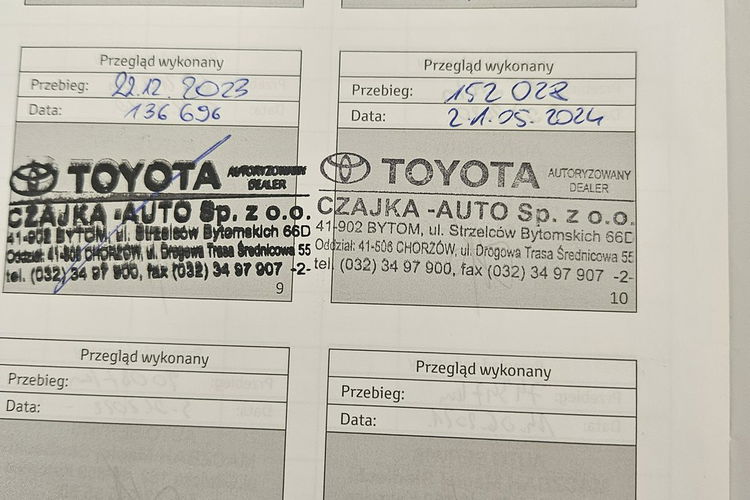 Przegląd wykonany
Przebieg: 22.12.2023
Data: 136 696
TOYOTA AUTORYZOWANY DEALER
CZAJKA -AUTO Sp. z o.o.
41-902 BYTOM, ul. Strzelców Bytomskich 66D
Oddział: 41-506 CHORZÓW, ul. Drogowa Trasa Średnicowa 55
tel. (032) 34 97 900, fax (032) 34 97 907 -2-
9
Przegląd wykonany
Przebieg: 152 028
Data: 21.05.2024
TOYOTA AUTORYZOWANY DEALER
CZAJKA -AUTO Sp. z o.o.
41-902 BYTOM, ul. Strzelców Bytomskich 66D
Oddział: 41-506 CHORZÓW, ul. Drogowa Trasa Średnicowa 55
tel. (032) 34 97 900, fax (032) 34 97 907 -2-
10
Przegląd wykonany
Przebieg:
Data:
Przegląd wykonany
Przebieg:
Data: